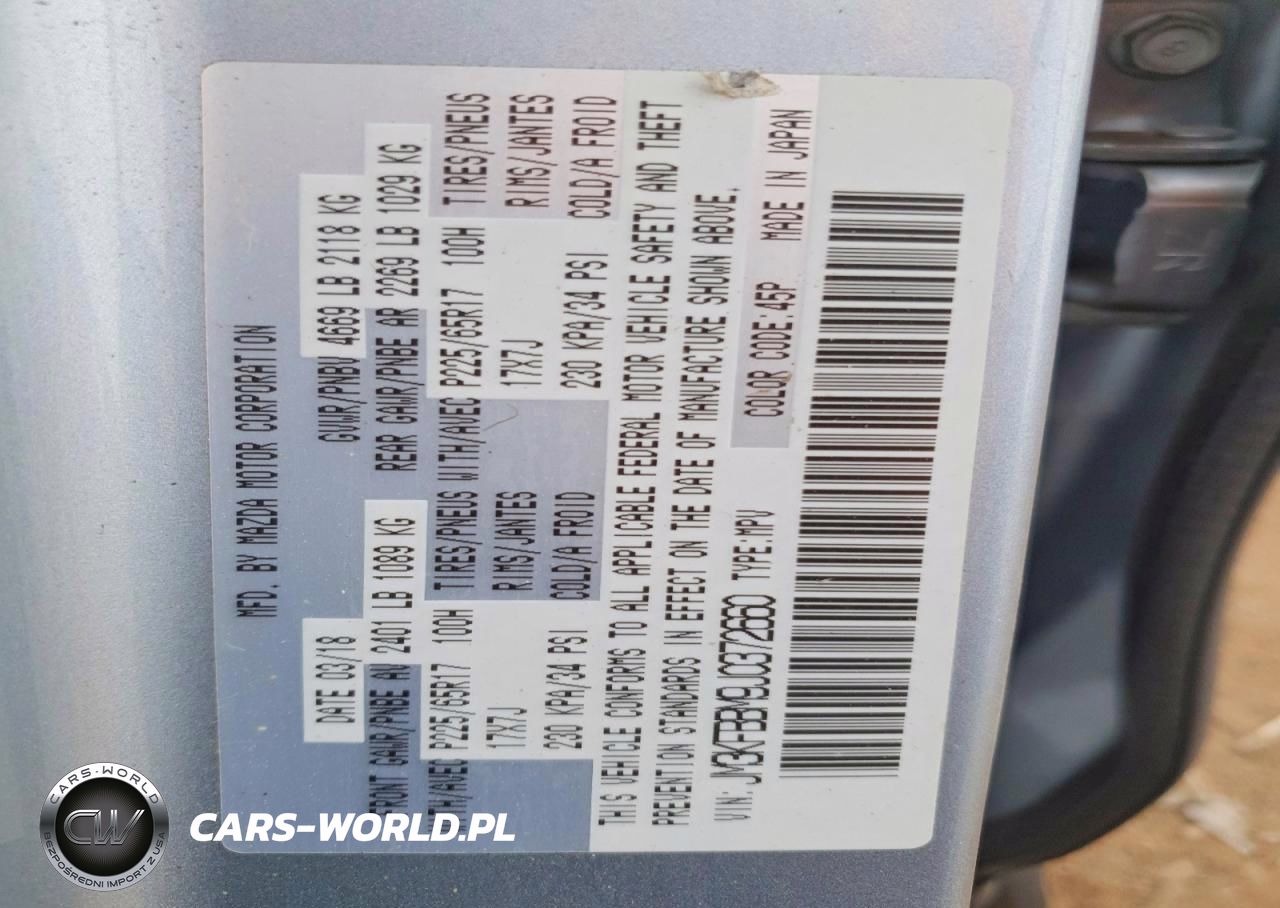 MFD. BY MAZDA MOTOR CORPORATION
DATE 03/18 GVWR/PNBV 4669 LB 2118 KG
FRONT GAWR/PNBE AV 2401 LB 1089 KG REAR GAWR/PNBE AR 2269 LB 1029 KG
WITH/AVEC P225/65R17 100H TIRES/PNEUS WITH/AVEC P225/65R17 100H TIRES/PNEUS
17X7J RIMS/JANTES 17X7J RIMS/JANTES
230 KPA/34 PSI COLD/A FROID 230 KPA/34 PSI COLD/A FROID
THIS VEHICLE CONFORMS TO ALL APPLICABLE FEDERAL MOTOR VEHICLE SAFETY AND THEFT
PREVENTION STANDARDS IN EFFECT ON THE DATE OF MANUFACTURE SHOWN ABOVE.
VIN: JM3KFBBM9J0372660 TYPE:MPV COLOR CODE:45P MADE IN JAPAN
CARS-WORLD
CW
BEZPOŚREDNI IMPORT Z USA
CARS-WORLD.PL